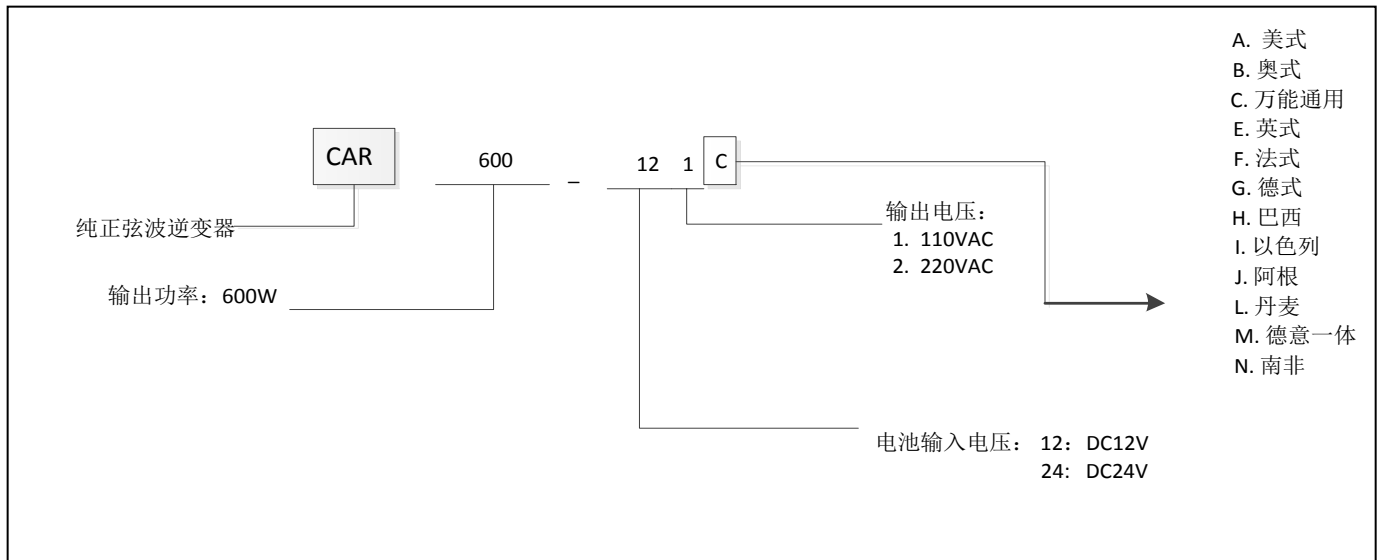 CAR 600 – 12 1 C
纯正弦波逆变器
输出功率：600W
输出电压：
1. 110VAC
2. 220VAC
电池输入电压： 12： DC12V
24: DC24V
A. 美式
B. 奥式
C. 万能通用
E. 英式
F. 法式
G. 德式
H. 巴西
I. 以色列
J. 阿根
L. 丹麦
M. 德意一体
N. 南非